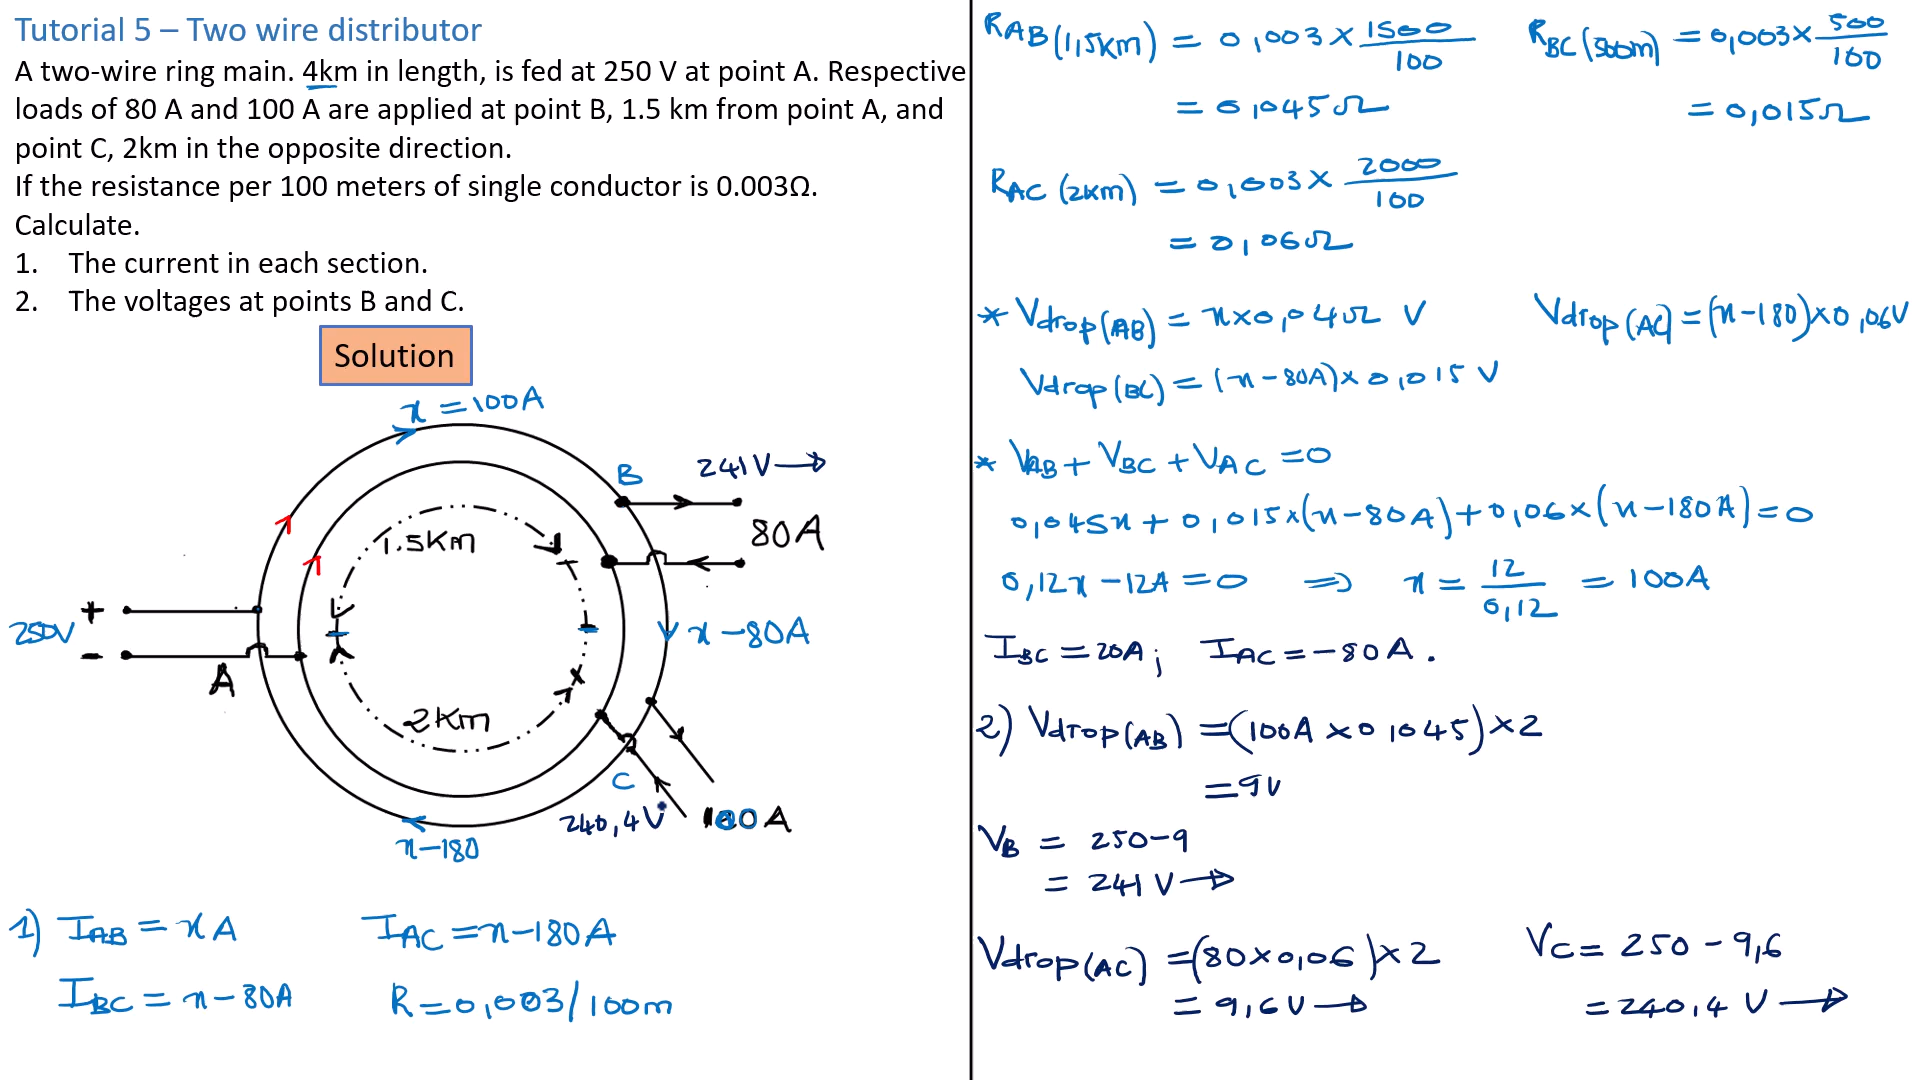 Tutorial 5 – Two wire distributor
A two-wire ring main. 4km in length, is fed at 250 V at point A. Respective
loads of 80 A and 100 A are applied at point B, 1.5 km from point A, and
point C, 2km in the opposite direction.
If the resistance per 100 meters of single conductor is 0.003Ω.
Calculate.
1. The current in each section.
2. The voltages at points B and C.
Solution
x = 100A
B
241V →
1.5Km
80A
+
250V
-
A
x - 80A
2Km
C
240,4V
100A
x - 180
1) IAB = x A
IAC = x - 180A
IBC = x - 80A
R = 0,003/100m
RAB (1,5Km) = 0,003 × 1500/100
= 0,045Ω
RBC (500m) = 0,003 × 500/100
= 0,015Ω
RAC (2Km) = 0,003 × 2000/100
= 0,06Ω
* Vdrop(AB) = x × 0,04Ω V
Vdrop(AC) = (x - 180) × 0,06V
Vdrop(BC) = (x - 80A) × 0,015 V
* VAB + VBC + VAC = 0
0,045x + 0,015×(x - 80A) + 0,06×(x - 180A) = 0
0,12x - 12A = 0 ⇒ x = 12/0,12 = 100A
IBC = 20A; IAC = -80A.
2) Vdrop(AB) = (100A × 0,045) × 2
= 9V
VB = 250 - 9
= 241 V →
Vdrop(AC) = (80 × 0,06) × 2
= 9,6V →
VC = 250 - 9,6
= 240,4 V →